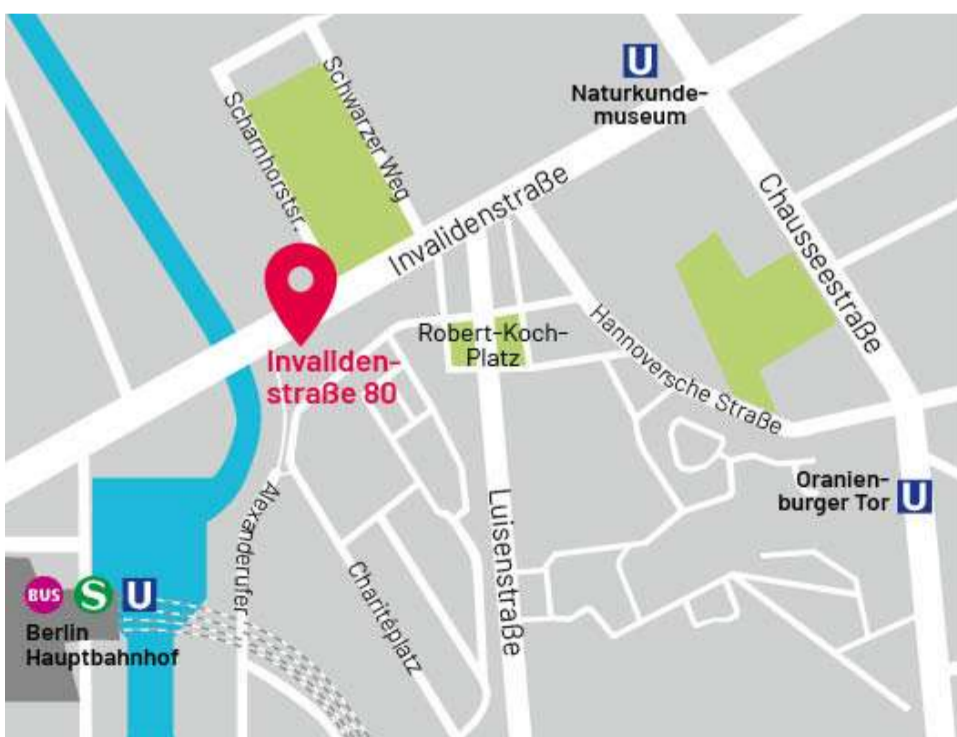 U
Naturkunde-
museum
Schwarzer Weg
Scharnhorstsr.
Invalidenstraße
Chausseestraße
Robert-Koch-
Platz
Hannoversche Straße
Invaliden-
straße 80
Oranien-
burger Tor
U
Alexanderufer
Luisenstraße
Charitéplatz
BUS
S
U
Berlin
Hauptbahnhof